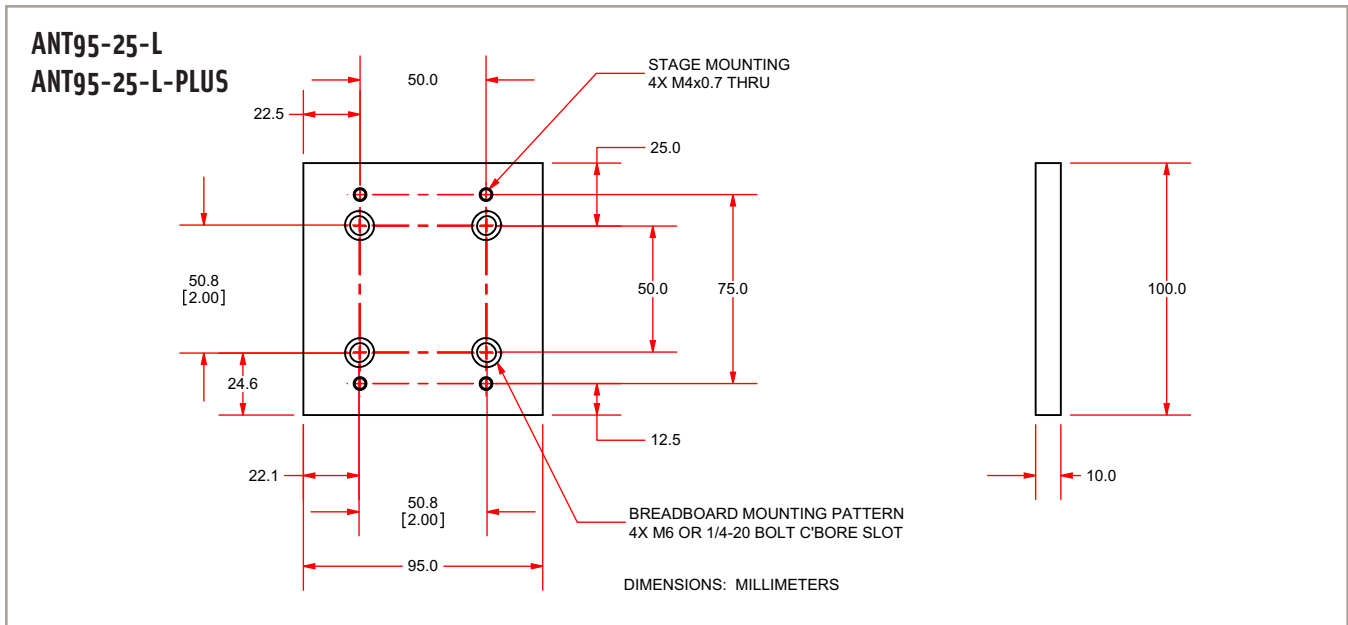 ANT95-25-L
ANT95-25-L-PLUS
50.0
STAGE MOUNTING
4X M4x0.7 THRU
22.5
25.0
50.8
[2.00]
50.0
75.0
100.0
24.6
12.5
22.1
10.0
50.8
[2.00]
BREADBOARD MOUNTING PATTERN
4X M6 OR 1/4-20 BOLT C'BORE SLOT
95.0
DIMENSIONS: MILLIMETERS